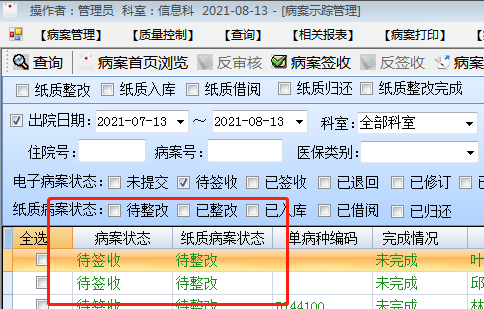 操作者：管理员 科室：信息科 2021-08-13 - [病案示踪管理]
【病案管理】 【质量控制】 【查询】 【相关报表】 【病案打印】
查询 病案首页浏览 反审核 病案签收 反签收 病案
纸质整改 纸质入库 纸质借阅 纸质归还 纸质整改完成
出院日期： 2021-07-13 ～ 2021-08-13 科室： 全部科室
住院号： 病案号： 医保类别：
电子病案状态： 未提交 待签收 已签收 已退回 已修订 已
纸质病案状态： 待整改 已整改 已入库 已借阅 已归还
全选 病案状态 纸质病案状态 单病种编码 完成情况
待签收 待整改 未完成 叶
待签收 待整改 未完成 邱
待签收 待整改 0144100 未完成 林